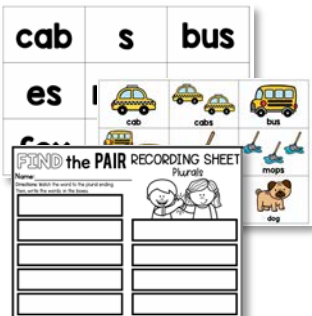 cab s bus
es
cab cabs bus
mops
dog
FIND the PAIR RECORDING SHEET
Plurals
Name:
Directions: Match the word to the plural ending.
Then, write the words in the boxes.